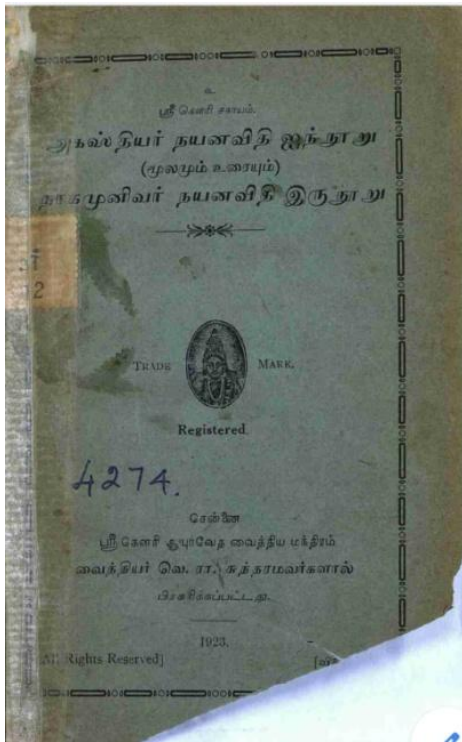 உ
ஸ்ரீ கௌரி சகாயம்.
அகஸ்தியர் நயனவிதி ஐந்நூறு
(மூலமும் உரையும்)
நாகமுனிவர் நயனவிதி இருநூறு
TRADE MARK.
Registered.
4274.
சென்னை
ஸ்ரீ கௌரி ஆயுர்வேத வைத்திய மந்திரம்
வைத்தியர் வெ. ரா. சுந்தரமவர்களால்
பிரசுரிக்கப்பட்டது.
1923.
All Rights Reserved]